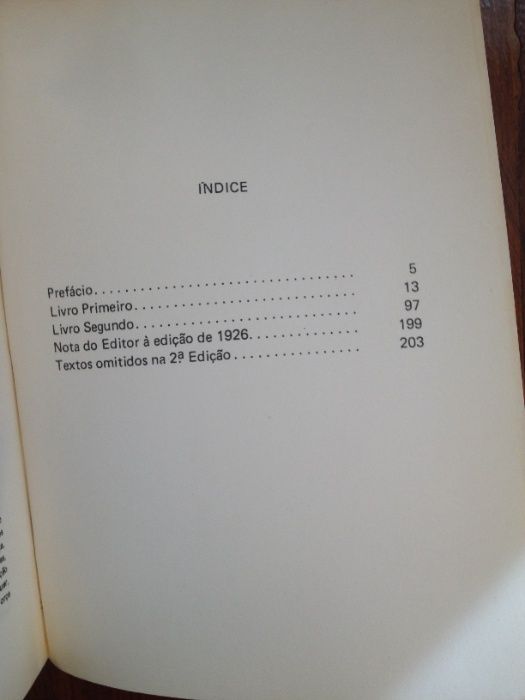 ÍNDICE
Prefácio. . . . . . . . . . . . . . . . . . . . . . . . . . . . . . . . . 5
Livro Primeiro. . . . . . . . . . . . . . . . . . . . . . . . . . . . 13
Livro Segundo. . . . . . . . . . . . . . . . . . . . . . . . . . . . 97
Nota do Editor à edição de 1926. . . . . . . . . . . . . . 199
Textos omitidos na 2ª Edição . . . . . . . . . . . . . . . . 203